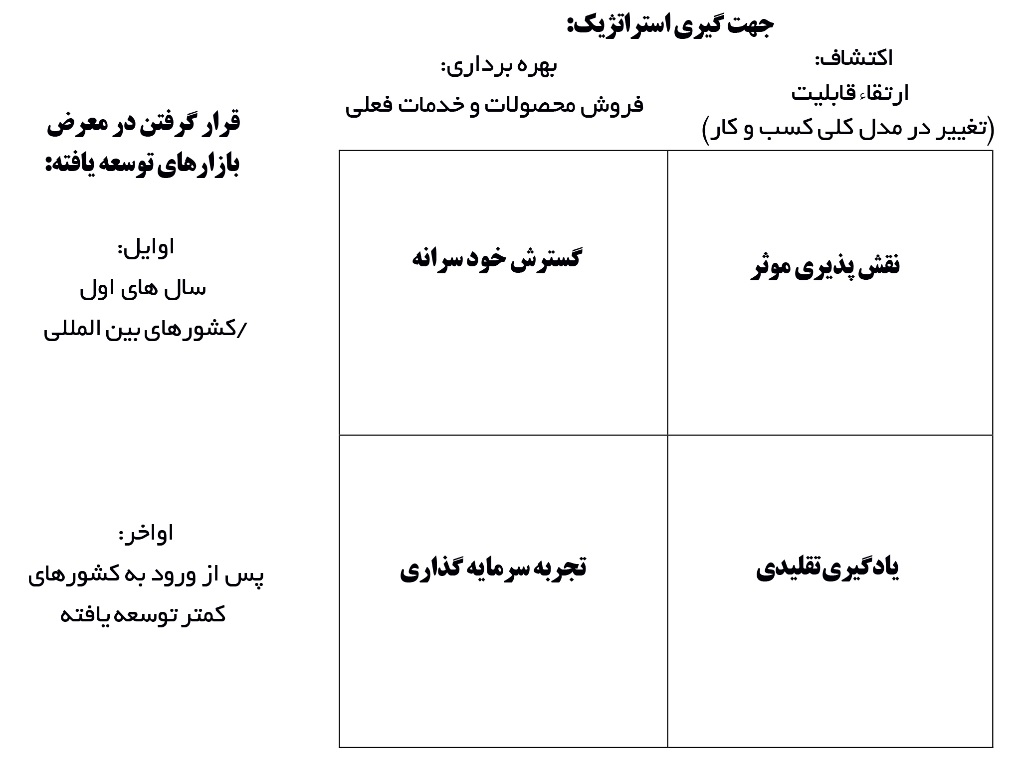 جهت گیری استراتژیک:
اکتشاف:
ارتقاء قابلیت
(تغییر در مدل کلی کسب و کار)
بهره برداری:
فروش محصولات و خدمات فعلی
قرار گرفتن در معرض
بازارهای توسعه یافته:
اوایل:
سال های اول
/کشورهای بین المللی
نقش پذیری موثر
گسترش خود سرانه
اواخر:
پس از ورود به کشورهای
کمتر توسعه یافته
یادگیری تقلیدی
تجربه سرمایه گذاری